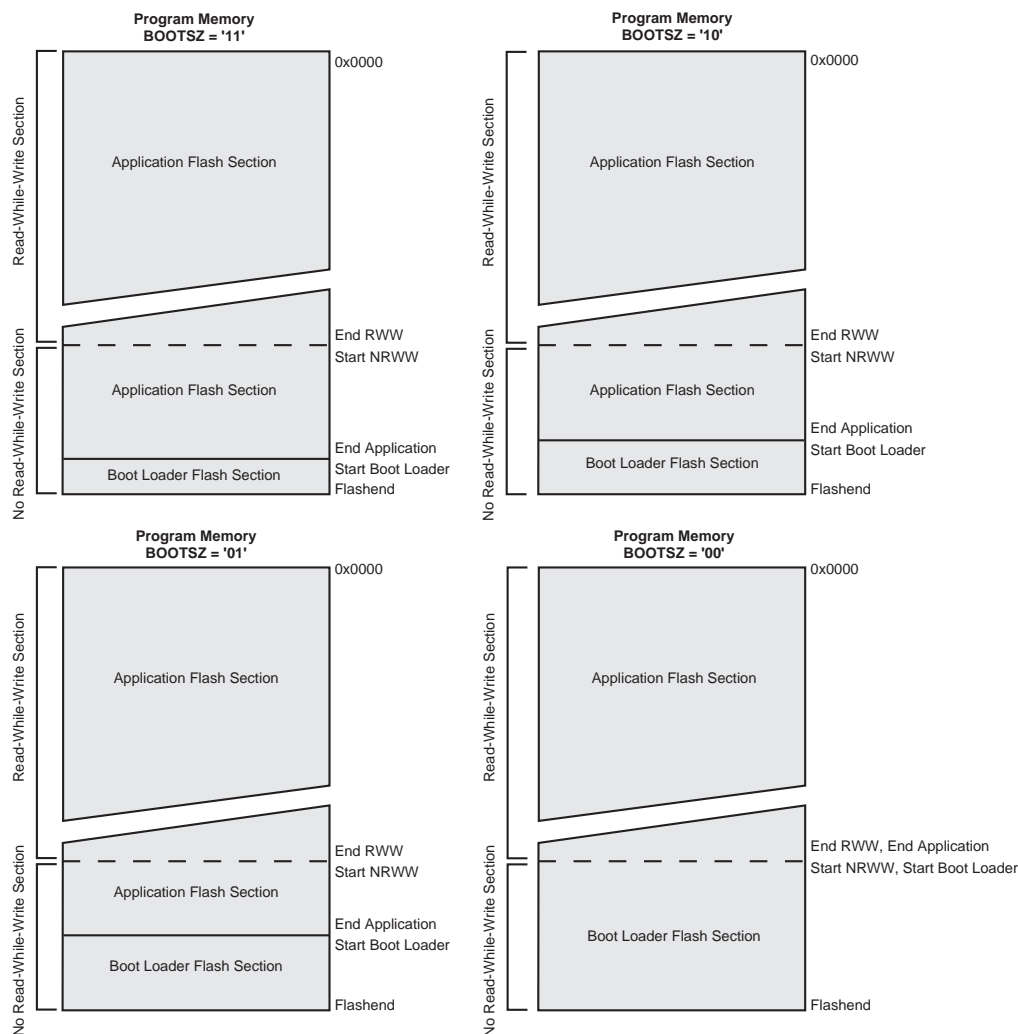 Program Memory
BOOTSZ = '11'
0x0000
Read-While-Write Section
Application Flash Section
End RWW
Start NRWW
No Read-While-Write Section
Application Flash Section
End Application
Start Boot Loader
Boot Loader Flash Section
Flashend
Program Memory
BOOTSZ = '10'
0x0000
Read-While-Write Section
Application Flash Section
End RWW
Start NRWW
No Read-While-Write Section
Application Flash Section
End Application
Start Boot Loader
Boot Loader Flash Section
Flashend
Program Memory
BOOTSZ = '01'
0x0000
Read-While-Write Section
Application Flash Section
End RWW
Start NRWW
No Read-While-Write Section
Application Flash Section
End Application
Start Boot Loader
Boot Loader Flash Section
Flashend
Program Memory
BOOTSZ = '00'
0x0000
Read-While-Write Section
Application Flash Section
End RWW, End Application
Start NRWW, Start Boot Loader
No Read-While-Write Section
Boot Loader Flash Section
Flashend